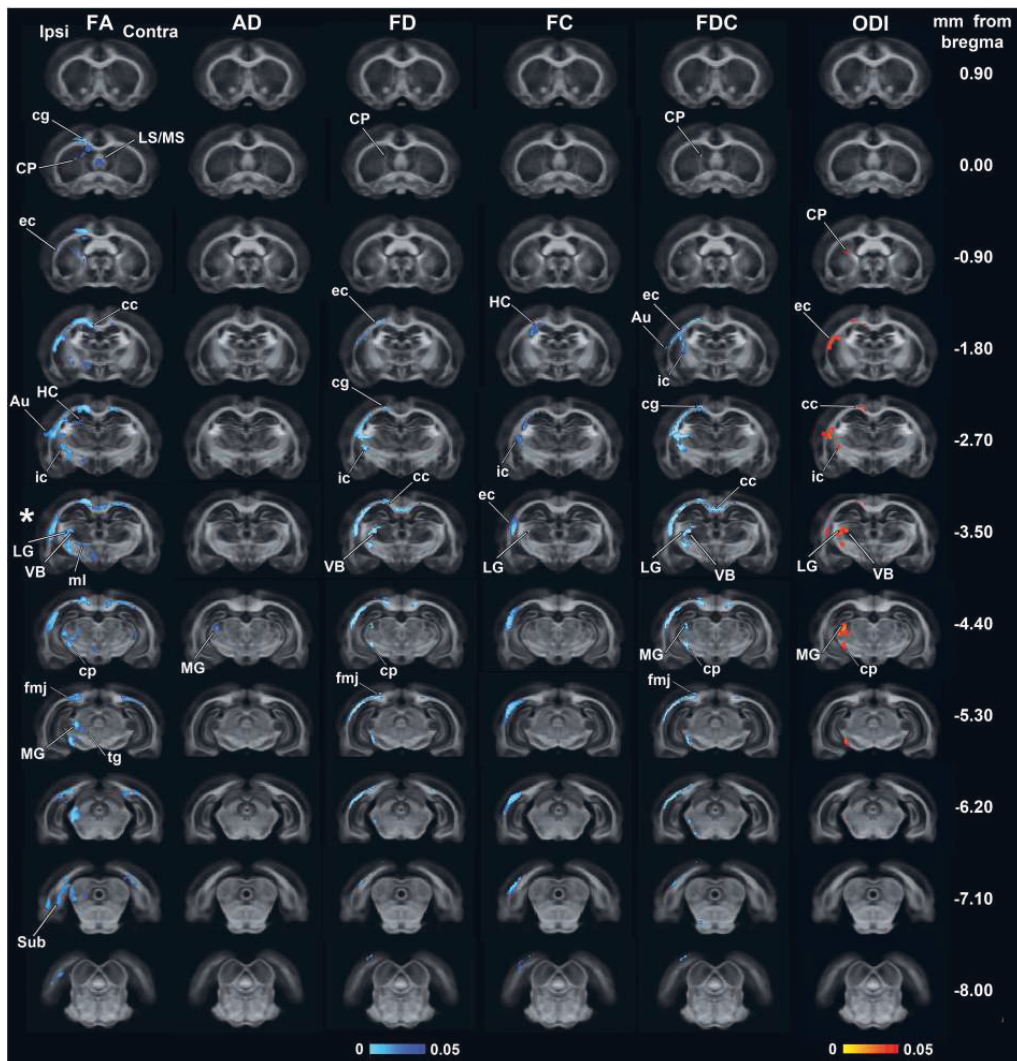 FA AD FD FC FDC ODI mm from
Ipsi Contra bregma
0.90
cg LS/MS CP CP
CP 0.00
ec CP
-0.90
cc ec HC ec ec
Au
ic -1.80
Au HC cg cg cc
ic ic ic ic -2.70
* cc ec cc
LG LG -3.50
VB ml VB LG VB LG VB
MG MG MG -4.40
cp cp cp cp
fmj fmj fmj
-5.30
MG tg
-6.20
-7.10
Sub
-8.00
0 0.05 0 0.05